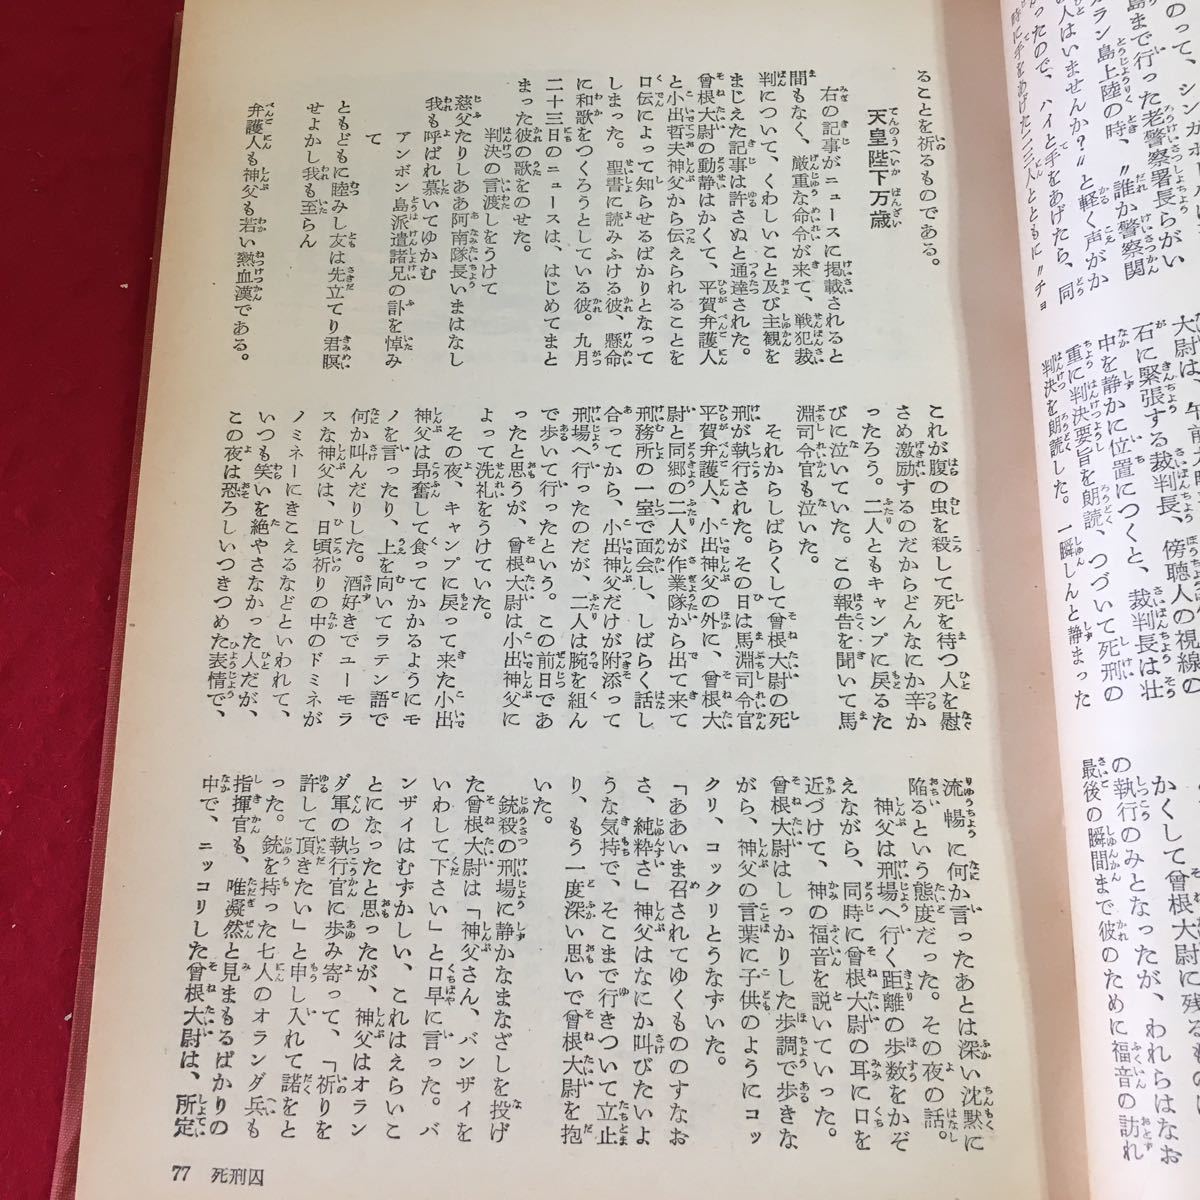 のって、シンガポー
島まで行った老警察署長らがい
オラン島上陸の時、〃誰か警察関
の人はいませんか？〃と軽く声がか
ったので、ハイと手をあげたら、同
時に手をあげた二三人とともに〃チョ
大尉は、午前
石に緊張する裁判長、傍聴人の視線の
中を静かに位置につくと、裁判長は壮
重に判決要旨を朗読、つづいて死刑の
判決を朗読した。一瞬しんと静まった
かくして曾根大尉に残るも
の執行のみとなったが、われらはなお
最後の瞬間まで彼のために福音の訪れ
ることを祈るものである。
天皇陛下万歳
右の記事がニュースに掲載されると
間もなく、厳重な命令が来て、戦犯裁
判について、くわしいこと及び主観を
まじえた記事は許さぬと通達された。
曾根大尉の動静はかくて、平賀弁護人
と小出哲夫神父から伝えられることを
口伝によって知らせるばかりとなって
しまった。聖書に読みふける彼、懸命
に和歌をつくろうとしている彼。九月
二十三日のニュースは、はじめてまと
まった彼の歌をのせた。
判決の言渡しをうけて
慈父たりしああ阿南隊長いまはなし
我も呼ばれ慕いてゆかむ
アンボン島派遣諸兄の訃を悼み
て
ともどもに睦みし友は先立てり君瞑
せよかし我も至らん
弁護人も神父も若い熱血漢である。
これが腹の虫を殺して死を待つ人を慰
さめ激励するのだからどんなにか辛か
ったろう。二人ともキャンプに戻るた
びに泣いていた。この報告を聞いて馬
淵司令官も泣いた。
それからしばらくして曾根大尉の死
刑が執行された。その日は馬淵司令官
平賀弁護人、小出神父の外に、曾根大
尉と同郷の二人が作業隊から出て来て
刑務所の一室で面会し、しばらく話し
合ってから、小出神父だけが附添って
刑場へ行ったのだが、二人は腕を組ん
で歩いて行ったという。この前日であ
ったと思うが、曾根大尉は小出神父に
よって洗礼をうけていた。
その夜、キャンプに戻って来た小出
神父は昂奮して食ってかかるようにモ
ノを言ったり、上を向いてラテン語で
何か叫んだりした。酒好きでユーモラ
スな神父は、日頃祈りの中のドミネが
ノミネーにきこえるなどといわれて、
いつも笑いを絶やさなかった人だが、
この夜は恐ろしいつきつめた表情で、
流暢に何か言ったあとは深い沈黙に
陥るという態度だった。その夜の話。
神父は刑場へ行く距離の歩数をかぞ
えながら、同時に曾根大尉の耳に口を
近づけて、神の福音を説いていった。
曾根大尉はしっかりした歩調で歩きな
がら、神父の言葉に子供のようにコッ
クリ、コックリとうなずいた。
「ああいま召されてゆくもののすなお
さ、純粋さ」神父はなにか叫びたいよ
うな気持で、そこまで行きついて立止
り、もう一度深い思いで曾根大尉を抱
いた。
銃殺の刑場に静かなまなざしを投げ
た曾根大尉は「神父さん、バンザイを
いわして下さい」と口早に言った。バ
ンザイはむずかしい、これはえらいこ
とになったと思ったが、神父はオラン
ダ軍の執行官に歩み寄って、「祈りを
許して頂きたい」と申し入れて諾をと
った。銃を持った七人のオランダ兵も
指揮官も、唯凝然と見まもるばかりの
中で、ニッコリした曾根大尉は、所定
77 死刑囚